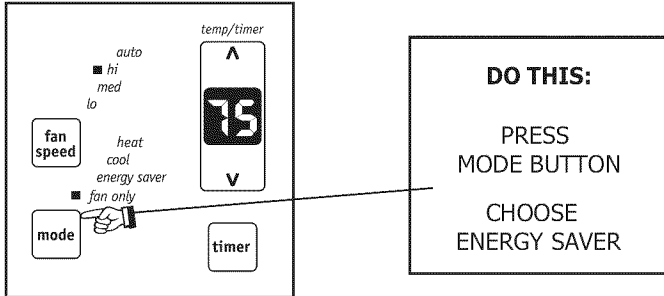 temp/timer
auto
hi
med
lo
75
fan
speed
heat
cool
energy saver
fan only
mode
timer
DO THIS:
PRESS
MODE BUTTON
CHOOSE
ENERGY SAVER